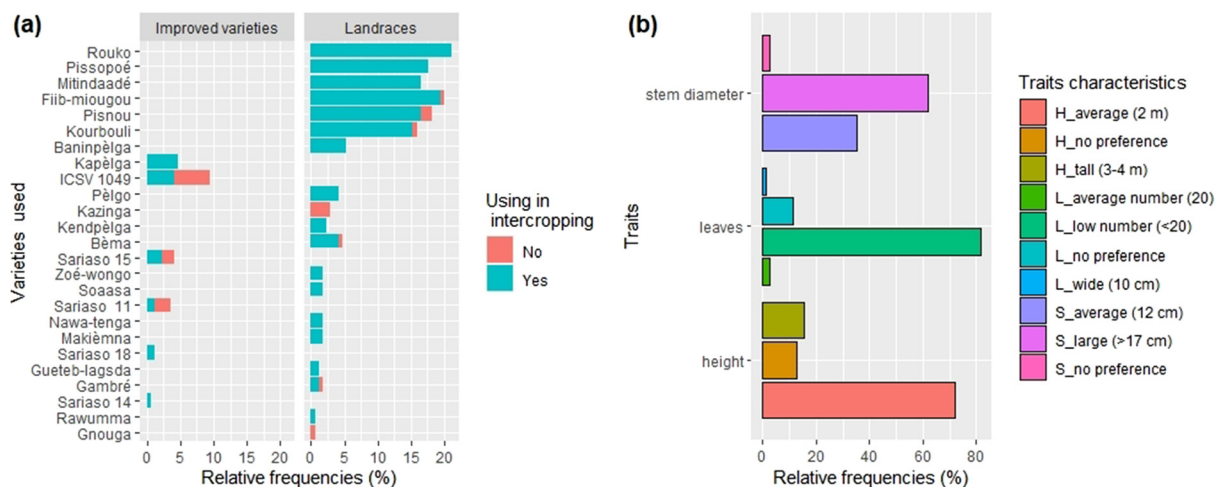 (a)
Improved varieties
Landraces
Varieties used
Rouko
Pissopoé
Mitindaadé
Fiib-miougou
Pisnou
Kourbouli
Baninpèlga
Kapèlga
ICSV 1049
Pèlgo
Kazinga
Kendpèlga
Bèma
Sariaso 15
Zoé-wongo
Soaasa
Sariaso 11
Nawa-tenga
Makièmna
Sariaso 18
Gueteb-lagsda
Gambré
Sariaso 14
Rawumma
Gnouga
0 5 10 15 20
0 5 10 15 20
Relative frequencies (%)
Using in
intercropping
No
Yes
(b)
Traits
stem diameter
leaves
height
0 20 40 60 80
Relative frequencies (%)
Traits characteristics
H_average (2 m)
H_no preference
H_tall (3-4 m)
L_average number (20)
L_low number (<20)
L_no preference
L_wide (10 cm)
S_average (12 cm)
S_large (>17 cm)
S_no preference